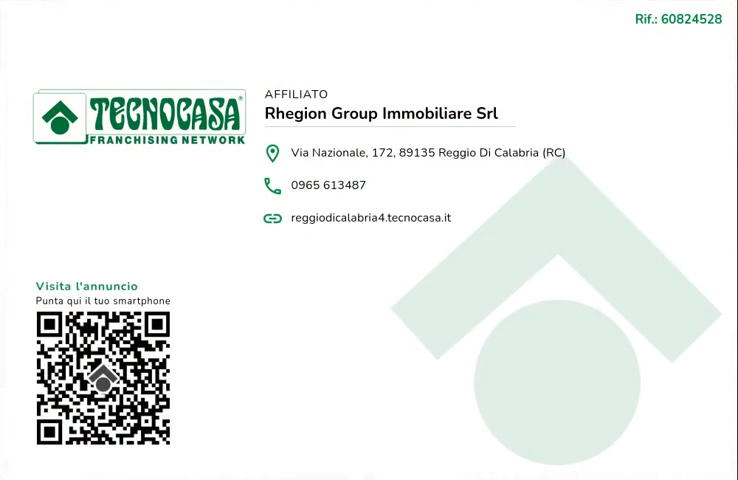 Rif.: 60824528
TECNOCASA®
FRANCHISING NETWORK
AFFILIATO
Rhegion Group Immobiliare Srl
Via Nazionale, 172, 89135 Reggio Di Calabria (RC)
0965 613487
reggiodicalabria4.tecnocasa.it
Visita l'annuncio
Punta qui il tuo smartphone